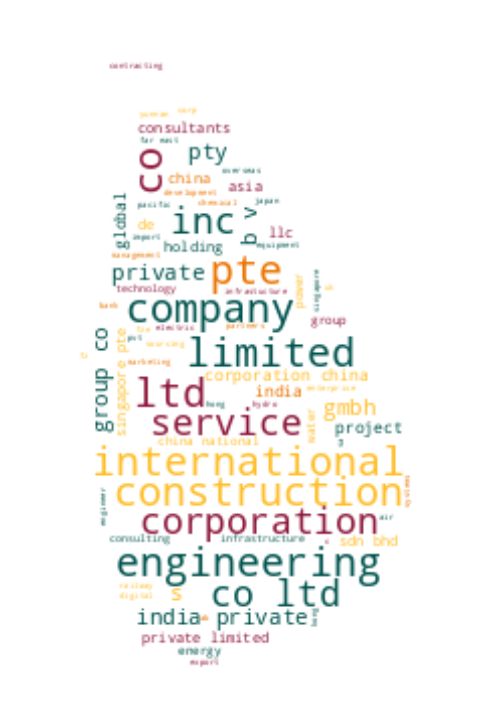 contracting
yunnan corp
consultants
far east
co pty
overseas
china
asia
development
pacific chemical japan
global inc b v
de llc
import
holding equipment
management
private pte
technology infrastucture
power singapore
bank company
group
electric partners
group co limited
singapore pte
sourcing
marketing
corporation china
ltd india enterprise
hong hydro gmbh
service water project
china national
international
construction systems
engineer
corporation air
consulting infrastructure sdn bhd
engineering
railway
digital s co ltd
india private
private limited
energy
export